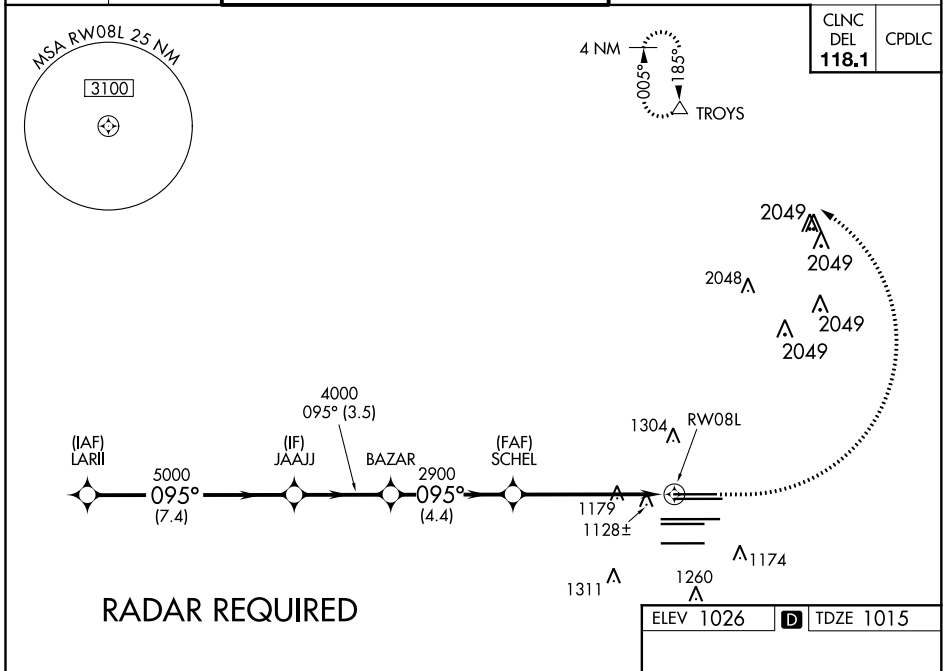 MSA RW08L 25 NM
3100
CLNC
DEL
118.1
CPDLC
4 NM
005°
185°
TROYS
2049
2049
2048
2049
2049
4000
095° (3.5)
1304
RW08L
(IAF)
LARII
5000
095°
(7.4)
(IF)
JAAJJ
BAZAR
2900
095°
(4.4)
(FAF)
SCHEL
1179
1128±
1174
1311
1260
RADAR REQUIRED
ELEV 1026
D
TDZE 1015